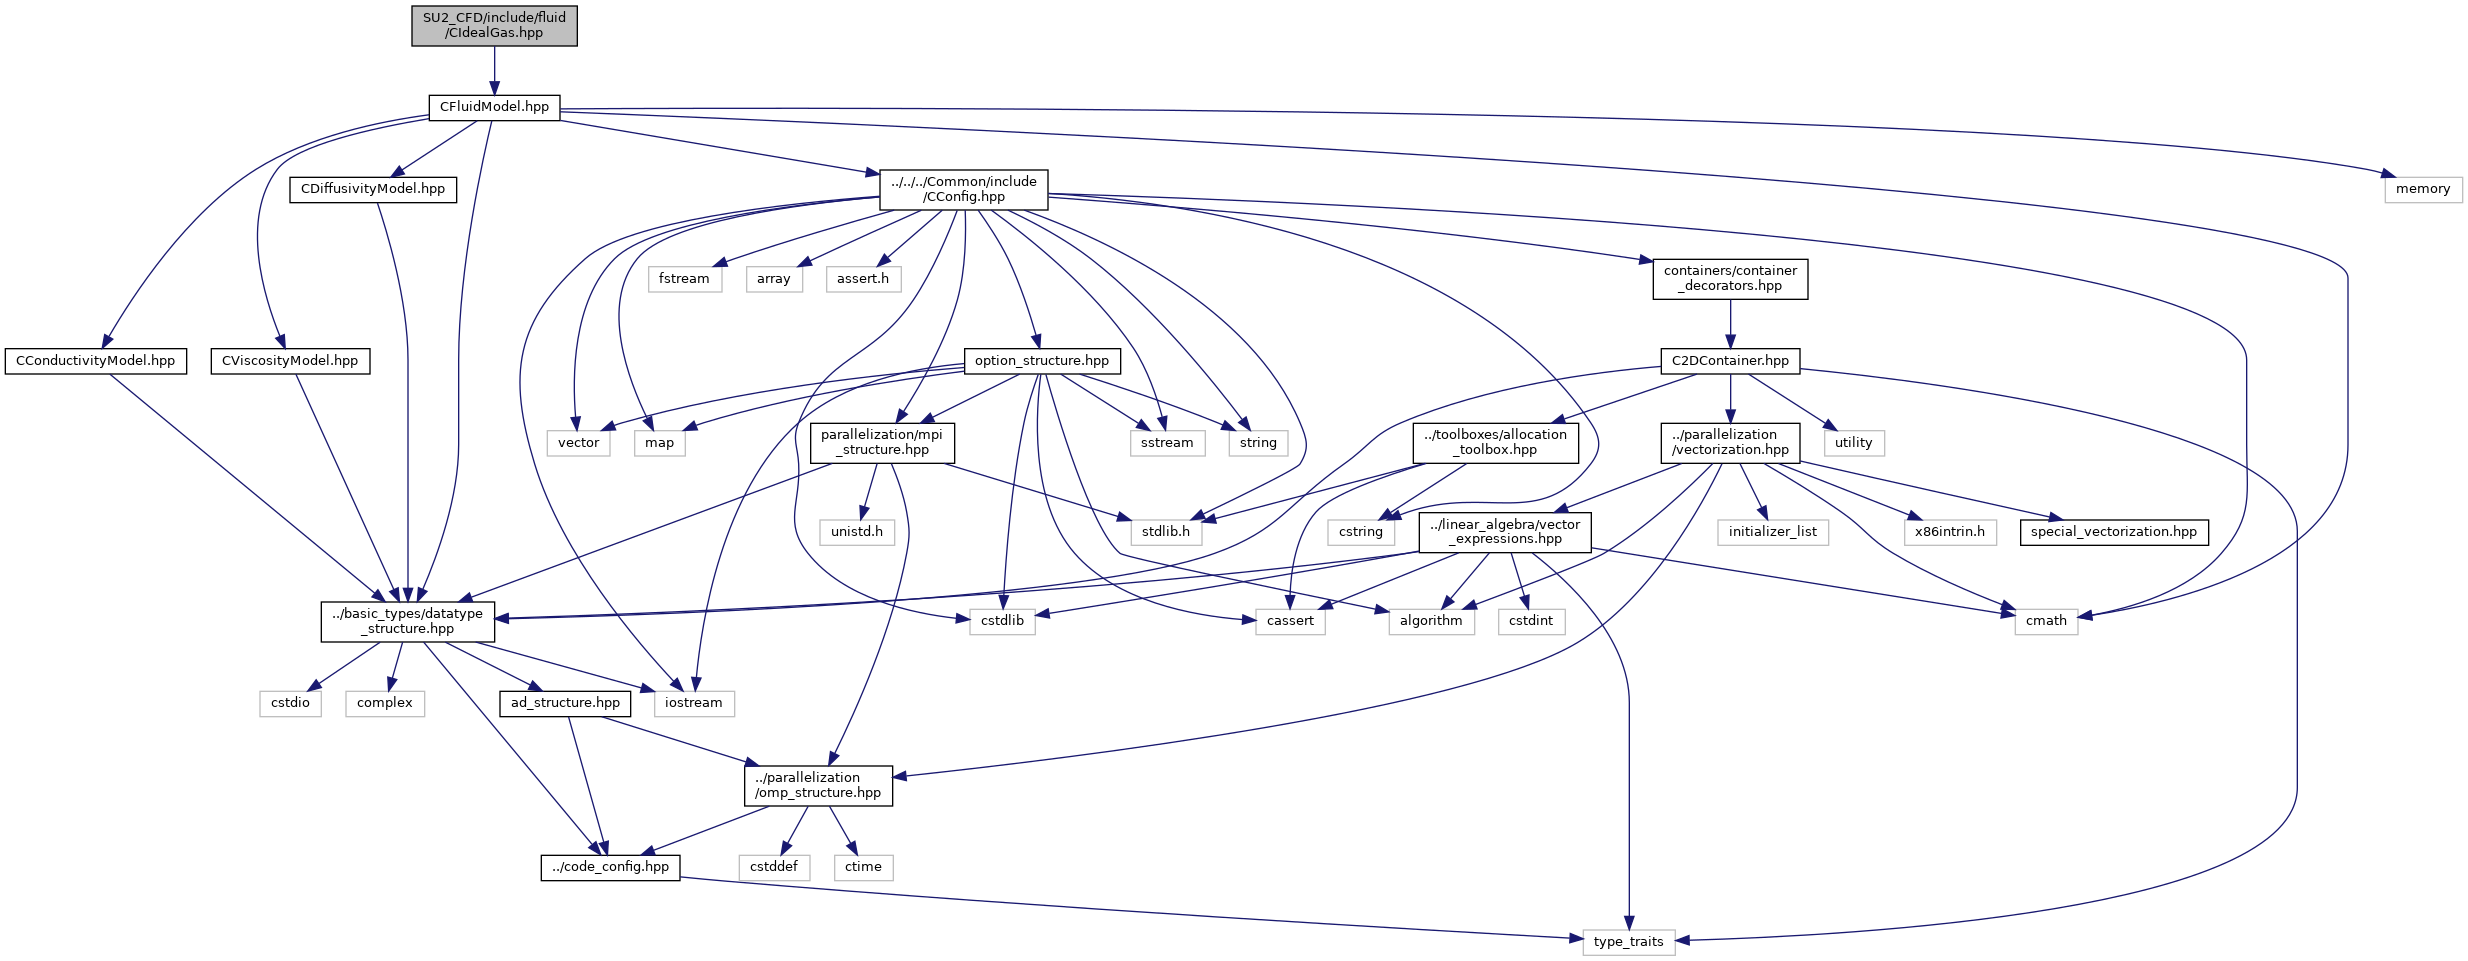 SU2_CFD/include/fluid
/CIdealGas.hpp
CFluidModel.hpp
CDiffusivityModel.hpp
../../../Common/include
/CConfig.hpp
memory
fstream
array
assert.h
containers/container
_decorators.hpp
CConductivityModel.hpp
CViscosityModel.hpp
option_structure.hpp
C2DContainer.hpp
vector
map
parallelization/mpi
_structure.hpp
sstream
string
../toolboxes/allocation
_toolbox.hpp
../parallelization
/vectorization.hpp
utility
unistd.h
stdlib.h
cstring
../linear_algebra/vector
_expressions.hpp
initializer_list
x86intrin.h
special_vectorization.hpp
../basic_types/datatype
_structure.hpp
cstdlib
cassert
algorithm
cstdint
cmath
cstdio
complex
ad_structure.hpp
iostream
../parallelization
/omp_structure.hpp
../code_config.hpp
cstddef
ctime
type_traits